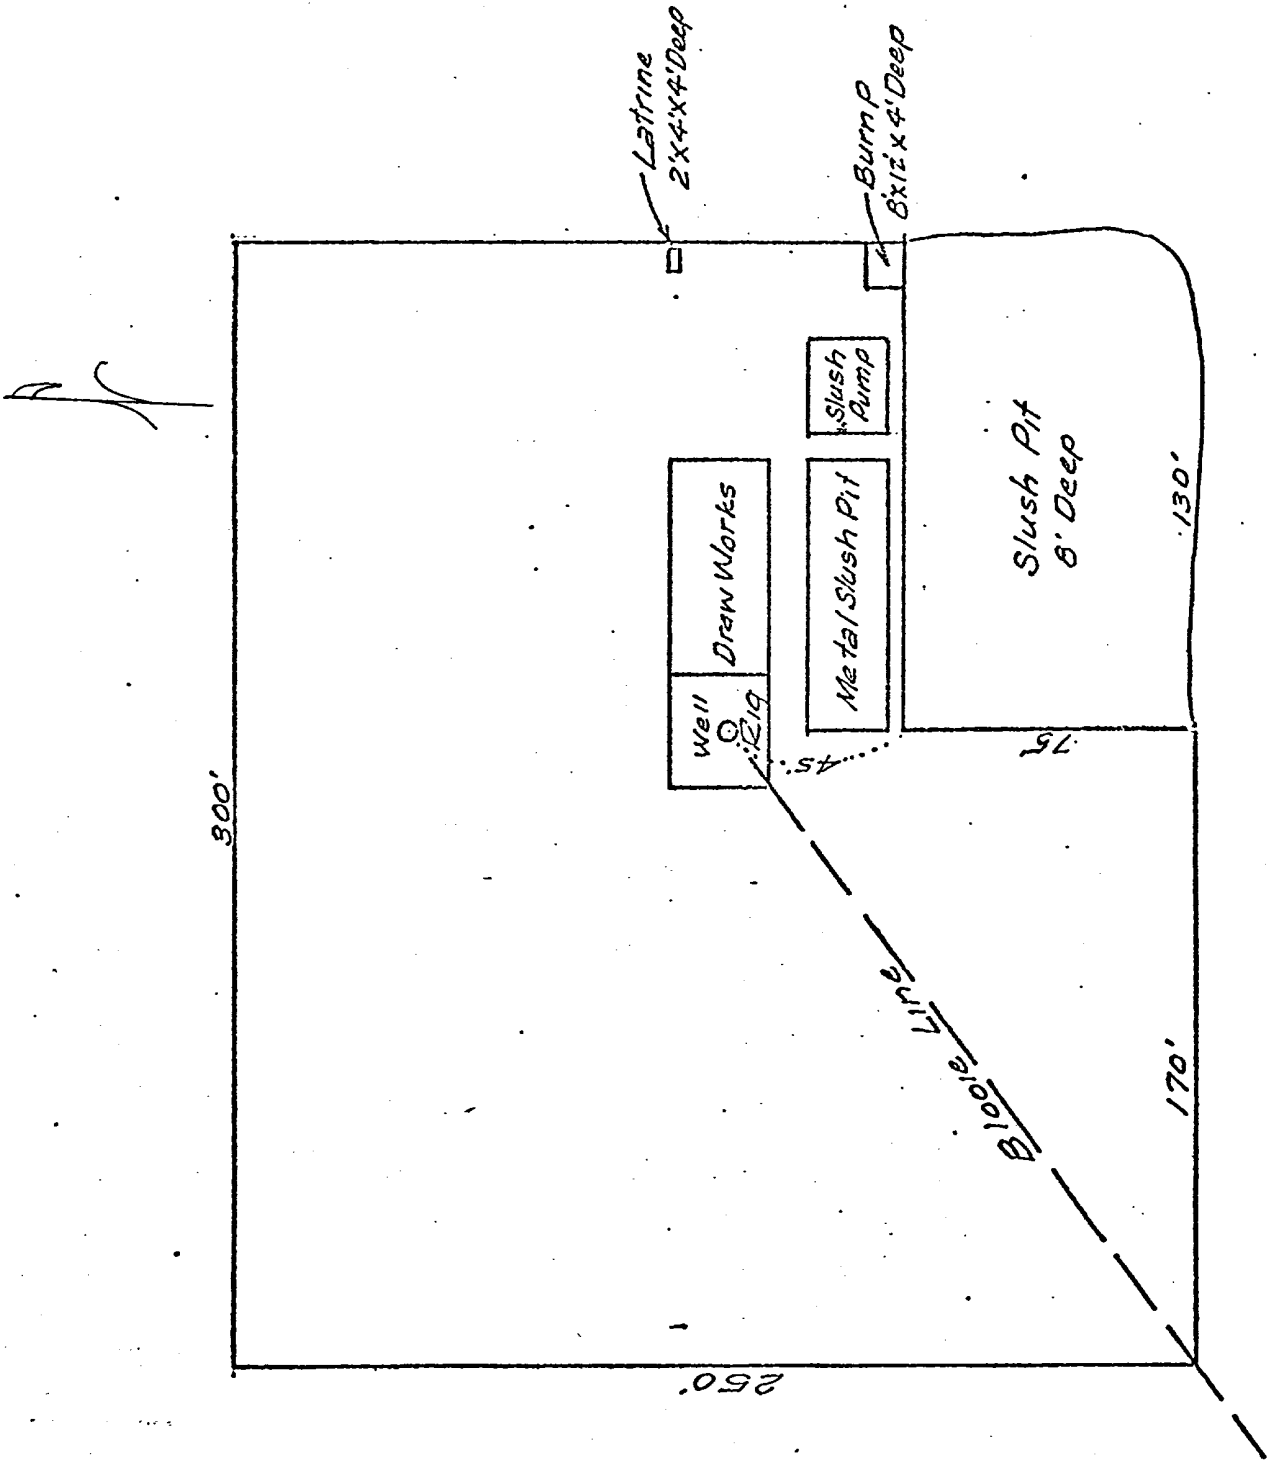 Latrine
2'x4'x4' Deep
Burn P
8'x12'x4' Deep
300'
Well
Rig
Draw Works
Slush
Pump
Metal Slush Pit
45'
75'
Slush Pit
8' Deep
130'
Blooie Line
170'
250'